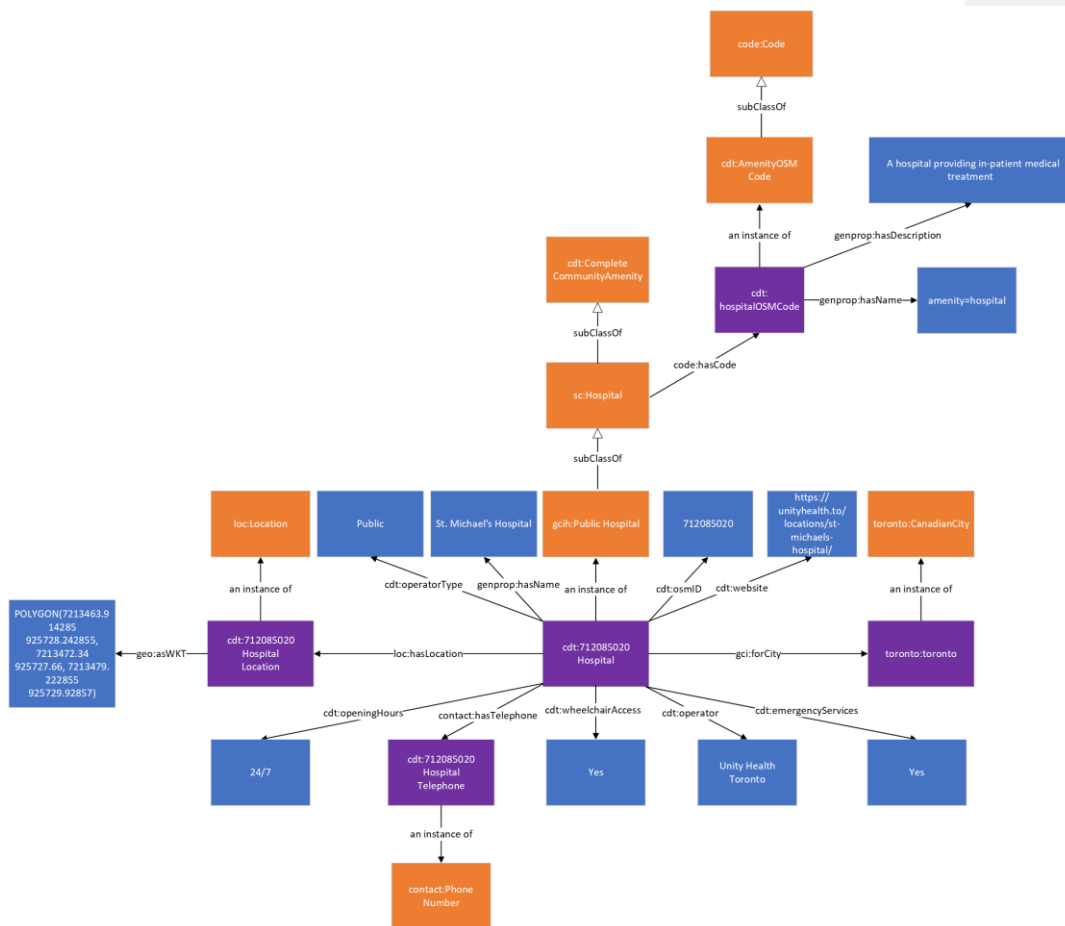 code:Code
subClassOf
cdt:AmenityOSM
Code
A hospital providing in-patient medical
treatment
an instance of
genprop:hasDescription
cdt:Complete
CommunityAmenity
cdt:
hospitalOSMCode
genprop:hasName
amenity=hospital
subClassOf
code:hasCode
sc:Hospital
subClassOf
loc:Location
Public
St. Michael's Hospital
gcih:Public Hospital
712085020
https://
unityhealth.to/
locations/st-
michaels-
hospital/
toronto:CanadianCity
an instance of
cdt:operatorType
genprop:hasName
an instance of
cdt:osmID
cdt:website
an instance of
POLYGON(7213463.9
14285
925728.242855,
7213472.34
925727.66, 7213479.
222855
925729.92857)
geo:asWKT
cdt:712085020
Hospital
Location
loc:hasLocation
cdt:712085020
Hospital
gci:forCity
toronto:toronto
cdt:openingHours
contact:hasTelephone
cdt:wheelchairAccess
cdt:operator
cdt:emergencyServices
24/7
cdt:712085020
Hospital
Telephone
Yes
Unity Health
Toronto
Yes
an instance of
contact:Phone
Number